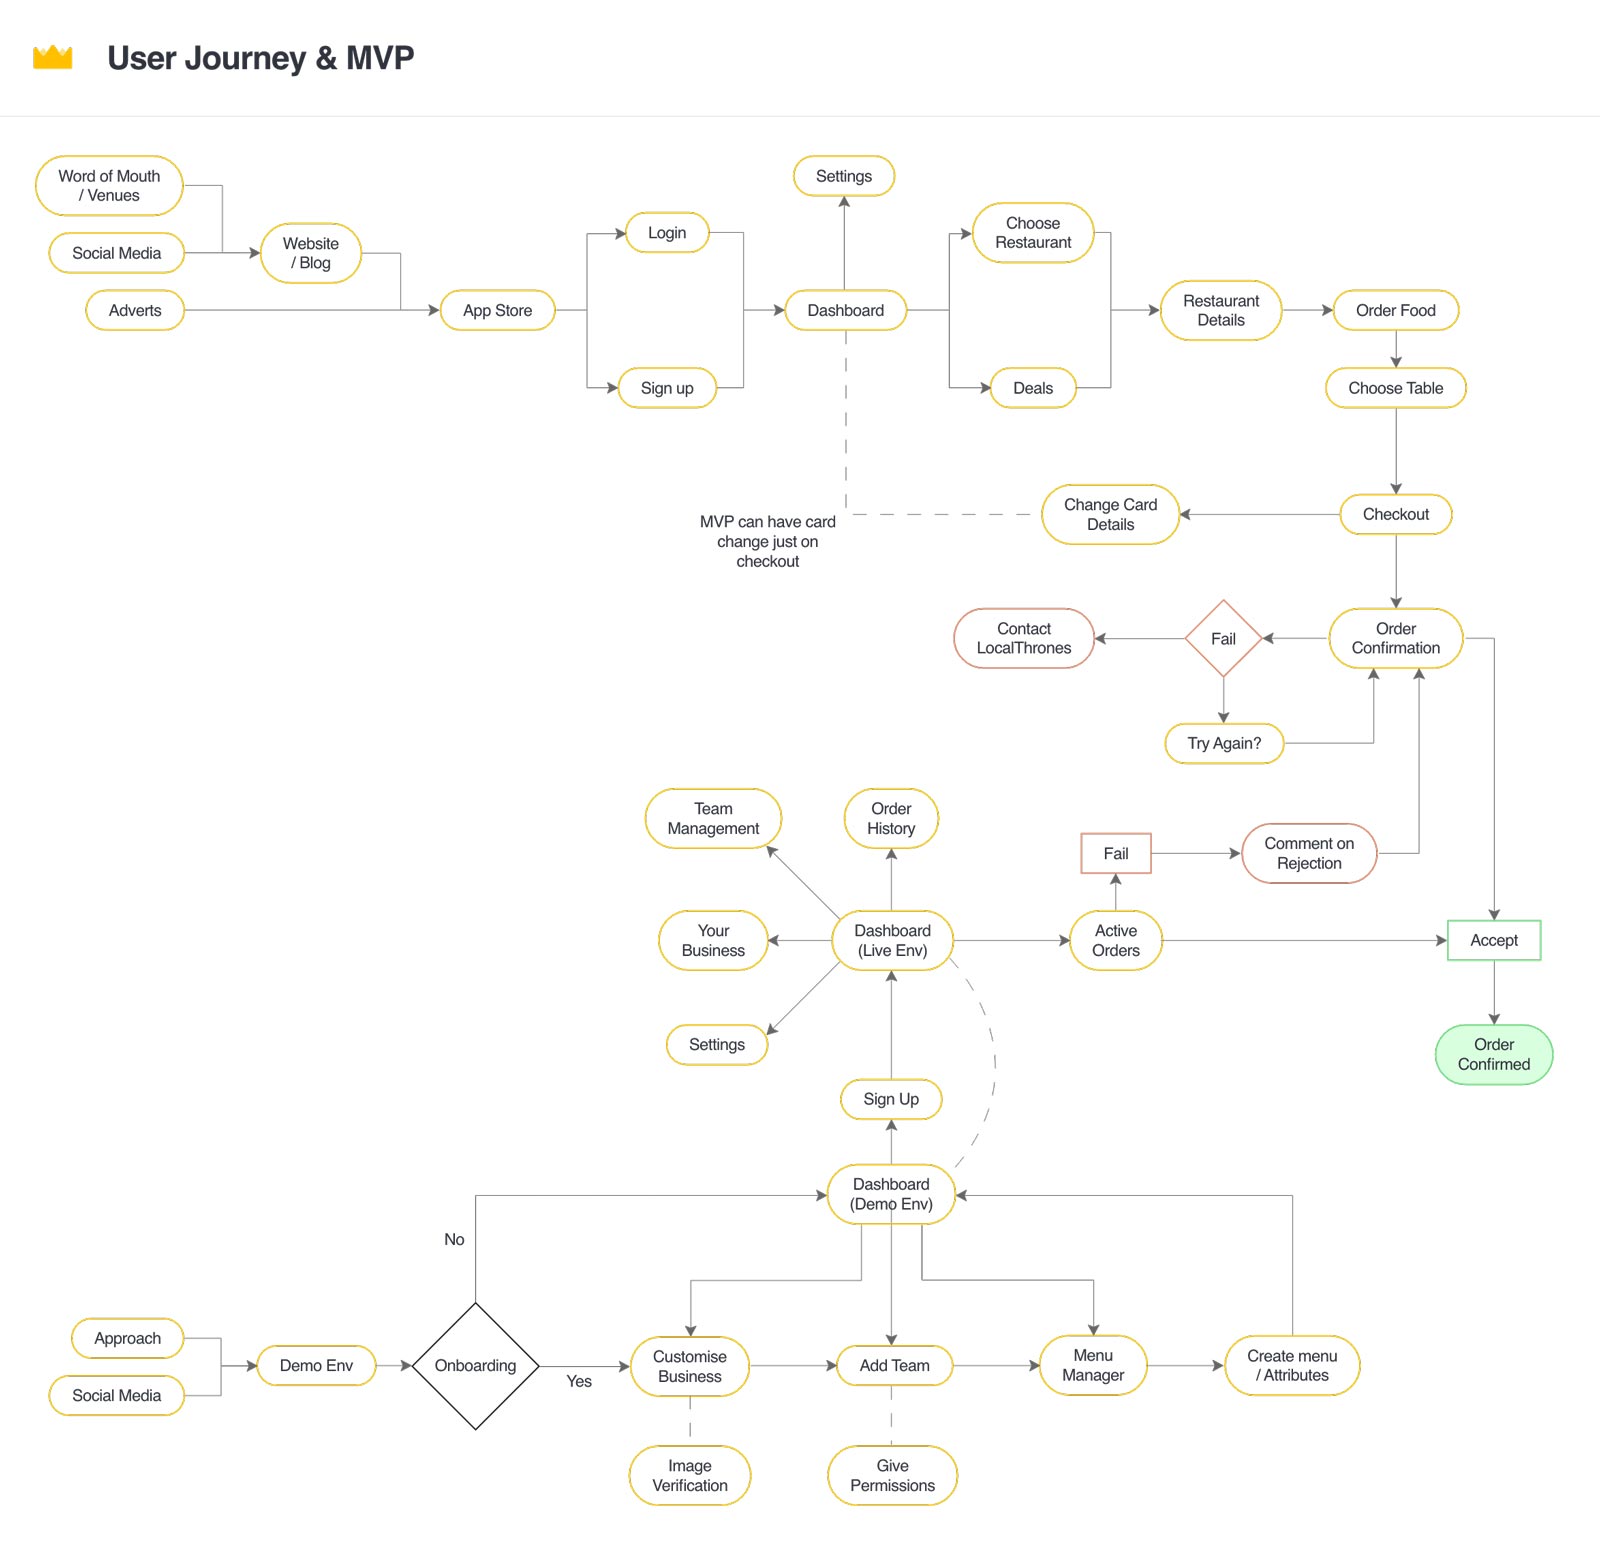 User Journey & MVP
Word of Mouth
/ Venues
Social Media
Adverts
Website
/ Blog
App Store
Login
Sign up
Settings
Dashboard
Choose
Restaurant
Deals
Restaurant
Details
Order Food
Choose Table
Checkout
Change Card
Details
MVP can have card
change just on
checkout
Order
Confirmation
Fail
Contact
LocalThrones
Try Again?
Team
Management
Order
History
Fail
Comment on
Rejection
Your
Business
Dashboard
(Live Env)
Active
Orders
Accept
Settings
Order
Confirmed
Sign Up
Dashboard
(Demo Env)
No
Approach
Social Media
Demo Env
Onboarding
Yes
Customise
Business
Add Team
Menu
Manager
Create menu
/ Attributes
Image
Verification
Give
Permissions